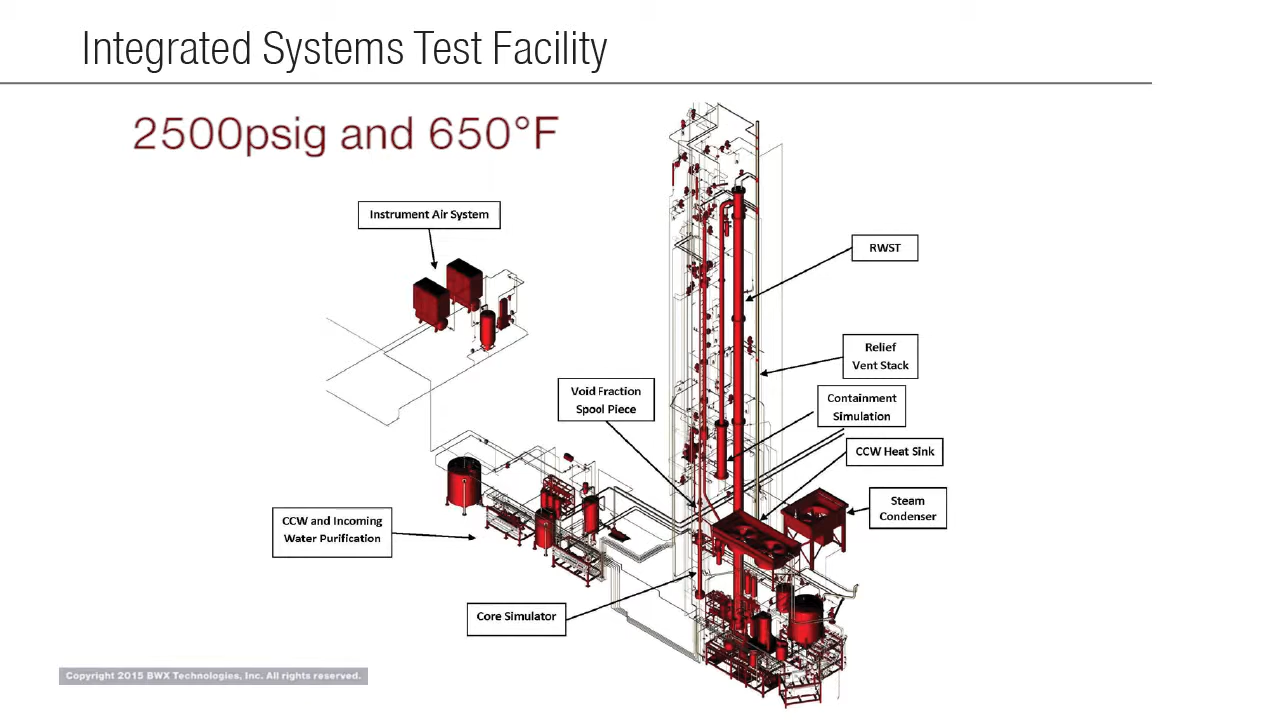 Integrated Systems Test Facility
2500psig and 650°F
Instrument Air System
RWST
Relief
Vent Stack
Void Fraction
Spool Piece
Containment
Simulation
CCW Heat Sink
Steam
Condenser
CCW and Incoming
Water Purification
Core Simulator
Copyright 2015 BWX Technologies, Inc. All rights reserved.